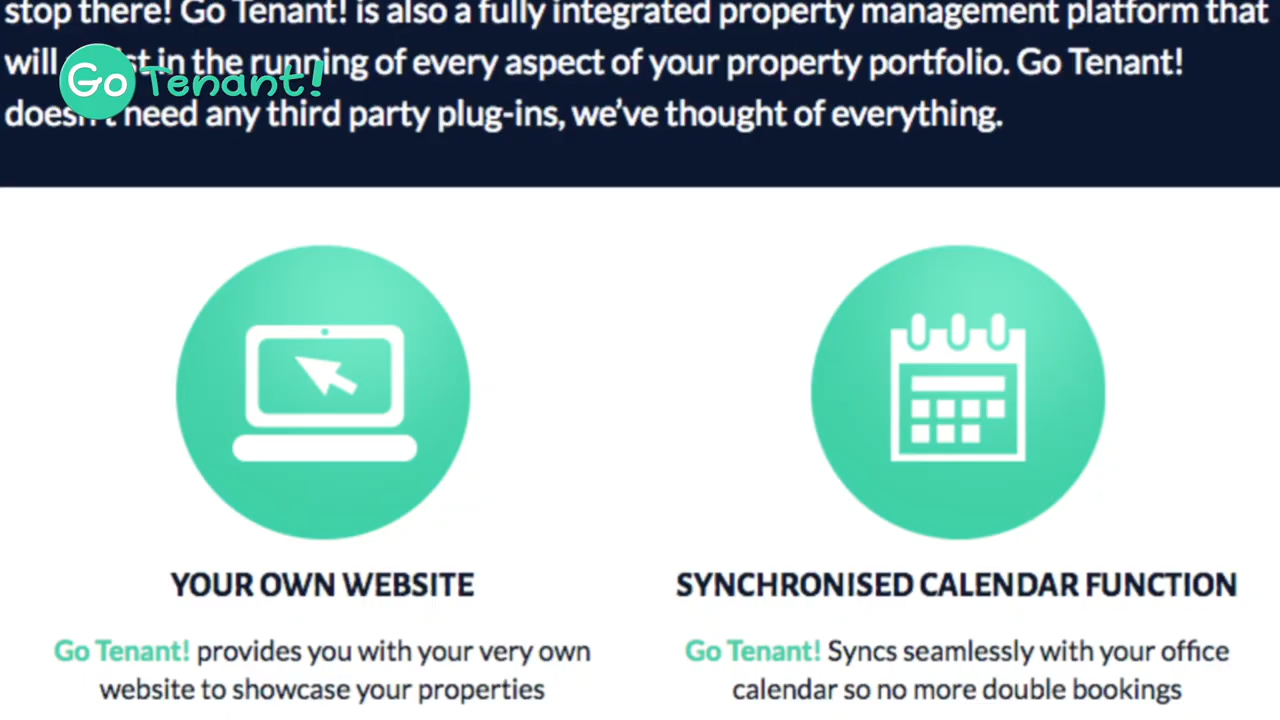 stop there! Go Tenant! is also a fully integrated property management platform that
will in the running of every aspect of your property portfolio. Go Tenant!
Go Tenant!
doesn't need any third party plug-ins, we've thought of everything.
YOUR OWN WEBSITE
Go Tenant! provides you with your very own
website to showcase your properties
SYNCHRONISED CALENDAR FUNCTION
Go Tenant! Syncs seamlessly with your office
calendar so no more double bookings